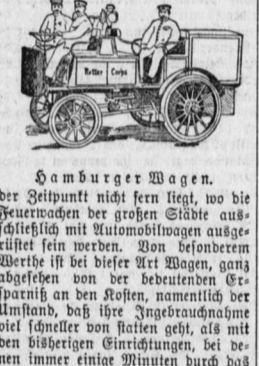 Retter Corps
Hamburger Wagen.
der Zeitpunkt nicht fern liegt, wo die
Feuerwachen der großen Städte aus-
schließlich mit Automobilwagen ausge-
rüstet sein werden. Von besonderem
Werthe ist bei dieser Art Wagen, ganz
abgesehen von der bedeutenden Er-
sparniß an den Kosten, namentlich der
Umstand, daß ihre Ingebrauchnahme
viel schneller von statten geht, als mit
den bisherigen Einrichtungen, bei de-
nen immer einige Minuten durch das